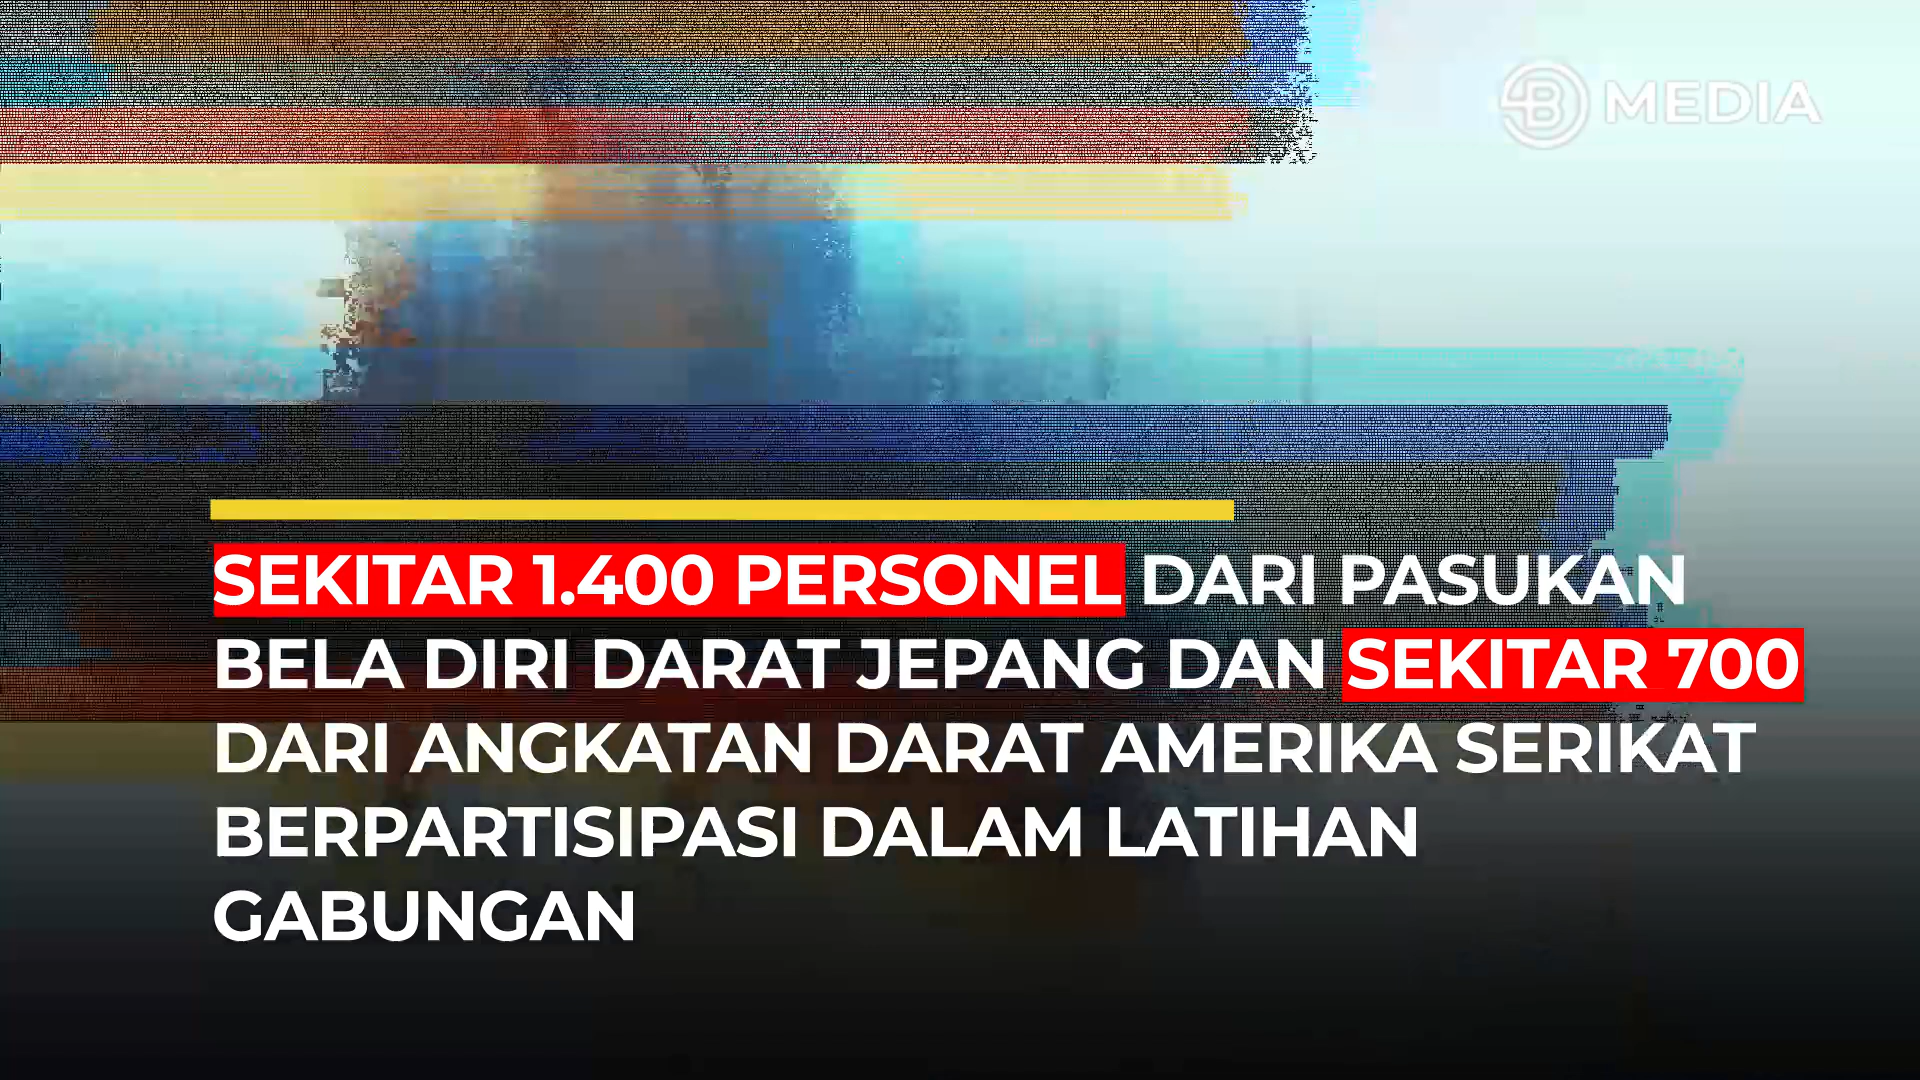 B MEDIA
SEKITAR 1.400 PERSONEL DARI PASUKAN
BELA DIRI DARAT JEPANG DAN SEKITAR 700
DARI ANGKATAN DARAT AMERIKA SERIKAT
BERPARTISIPASI DALAM LATIHAN
GABUNGAN